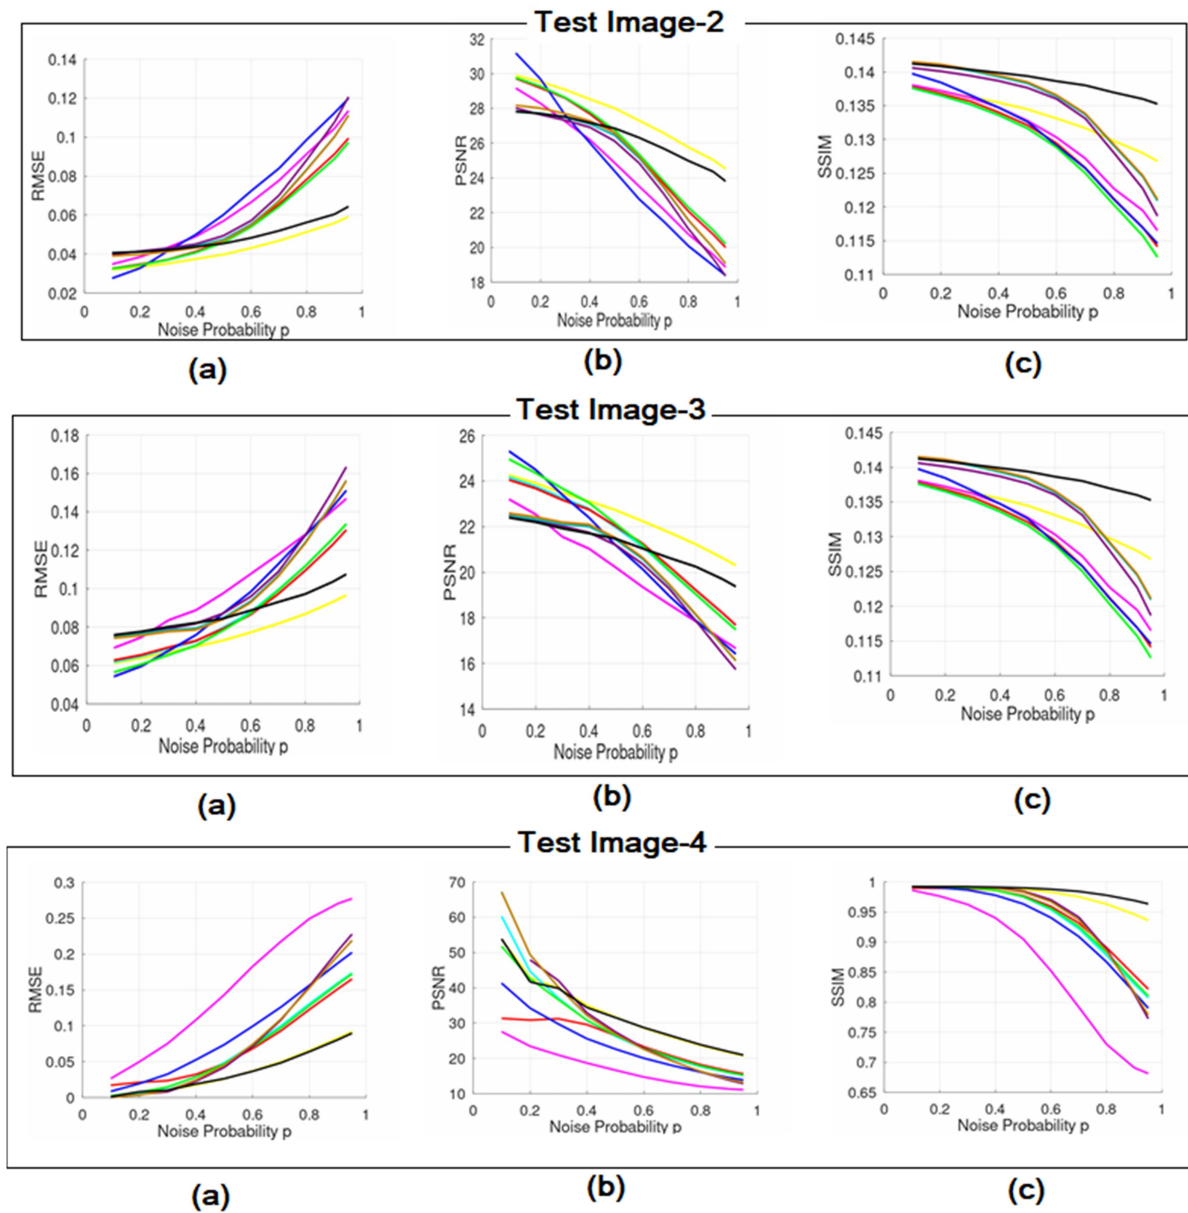 Test Image-2
0.14
0.12
0.1
0.08
0.06
0.04
0.02
RMSE
0 0.2 0.4 0.6 0.8 1
Noise Probability p
32
30
28
26
24
22
20
18
PSNR
0 0.2 0.4 0.6 0.8 1
Noise Probability p
0.145
0.14
0.135
0.13
0.125
0.12
0.115
0.11
SSIM
0 0.2 0.4 0.6 0.8 1
Noise Probability p
(a) (b) (c)
Test Image-3
0.18
0.16
0.14
0.12
0.1
0.08
0.06
0.04
RMSE
0 0.2 0.4 0.6 0.8 1
Noise Probability p
26
24
22
20
18
16
14
PSNR
0 0.2 0.4 0.6 0.8 1
Noise Probability p
0.145
0.14
0.135
0.13
0.125
0.12
0.115
0.11
SSIM
0 0.2 0.4 0.6 0.8 1
Noise Probability p
(a) (b) (c)
Test Image-4
0.3
0.25
0.2
0.15
0.1
0.05
0
RMSE
0 0.2 0.4 0.6 0.8 1
Noise Probability p
70
60
50
40
30
20
10
PSNR
0 0.2 0.4 0.6 0.8 1
Noise Probability p
1
0.95
0.9
0.85
0.8
0.75
0.7
0.65
SSIM
0 0.2 0.4 0.6 0.8 1
Noise Probability p
(a) (b) (c)